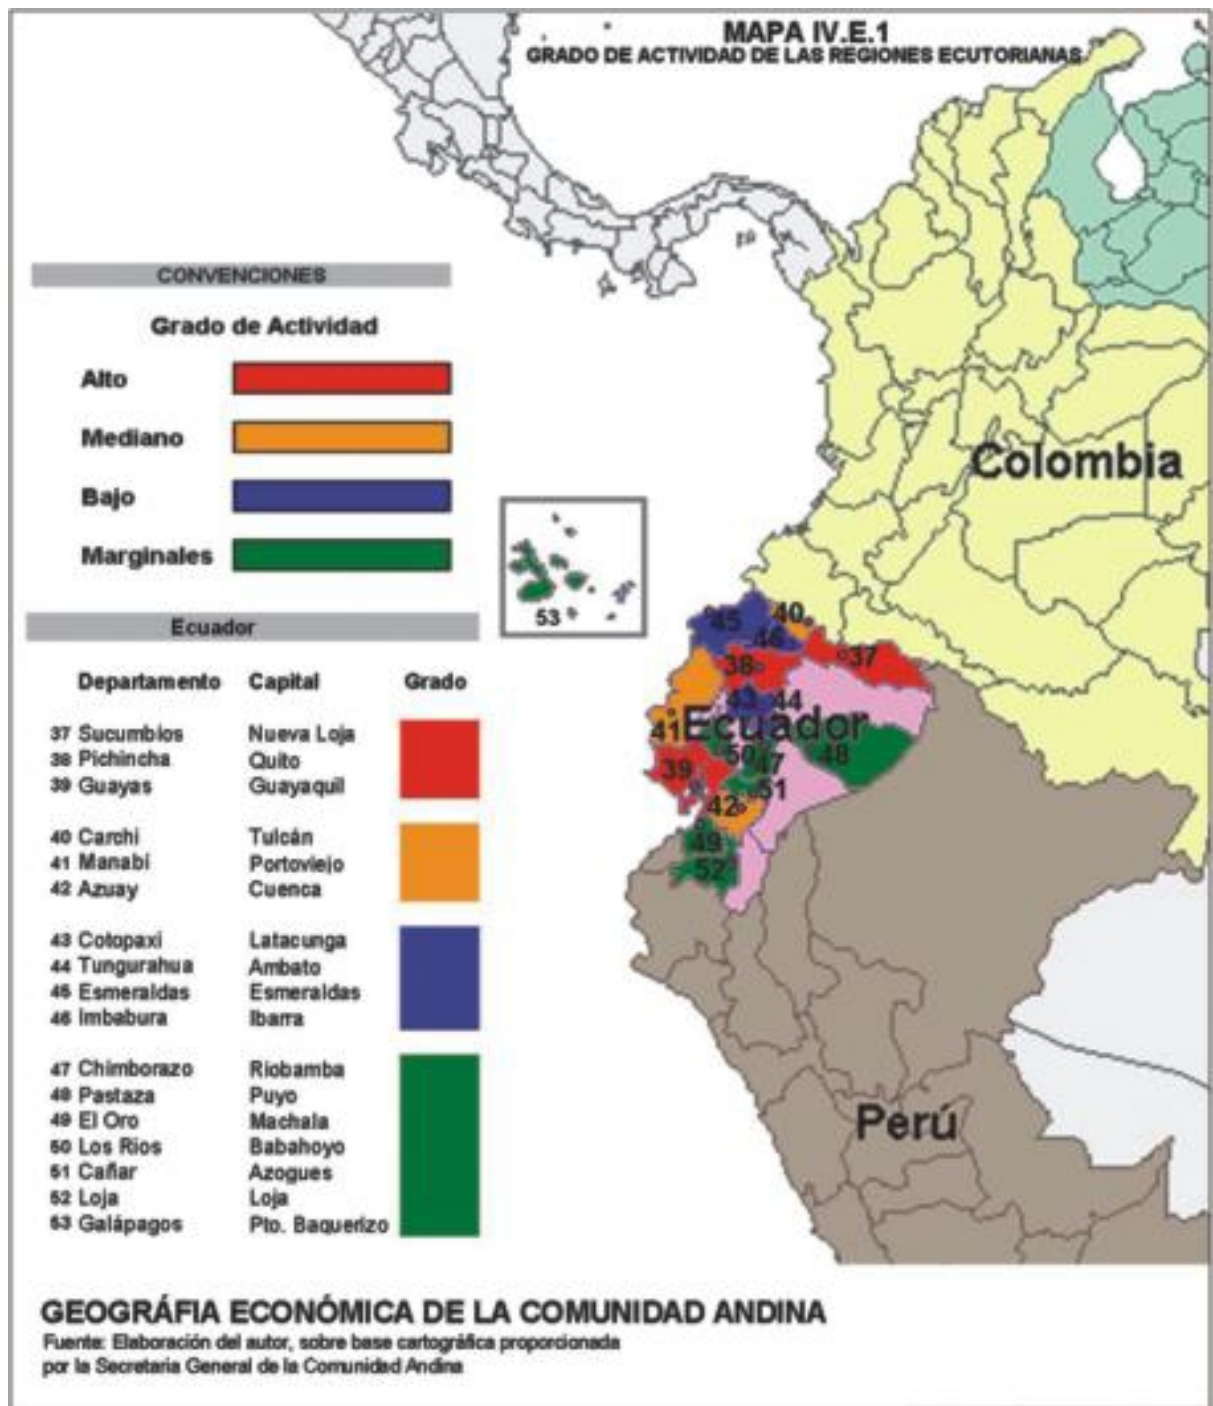 MAPA IV.E.1
GRADO DE ACTIVIDAD DE LAS REGIONES ECUTORIANAS
CONVENCIONES
Grado de Actividad
Alto
Mediano
Bajo
Marginales
Ecuador
Departamento Capital Grado
37 Sucumbios Nueva Loja
38 Pichincha Quito
39 Guayas Guayaquil
40 Carchi Tulcán
41 Manabí Portoviejo
42 Azuay Cuenca
43 Cotopaxi Latacunga
44 Tungurahua Ambato
45 Esmeraldas Esmeraldas
46 Imbabura Ibarra
47 Chimborazo Riobamba
48 Pastaza Puyo
49 El Oro Machala
50 Los Rios Babahoyo
51 Cañar Azogues
52 Loja Loja
53 Galápagos Pto. Baquerizo
Colombia
53
45
40
46
38
37
43
44
41
Ecuador
50
48
39
47
51
42
49
52
Perú
GEOGRÁFIA ECONÓMICA DE LA COMUNIDAD ANDINA
Fuente: Elaboración del autor, sobre base cartográfica proporcionada
por la Secretaria General de la Comunidad Andina